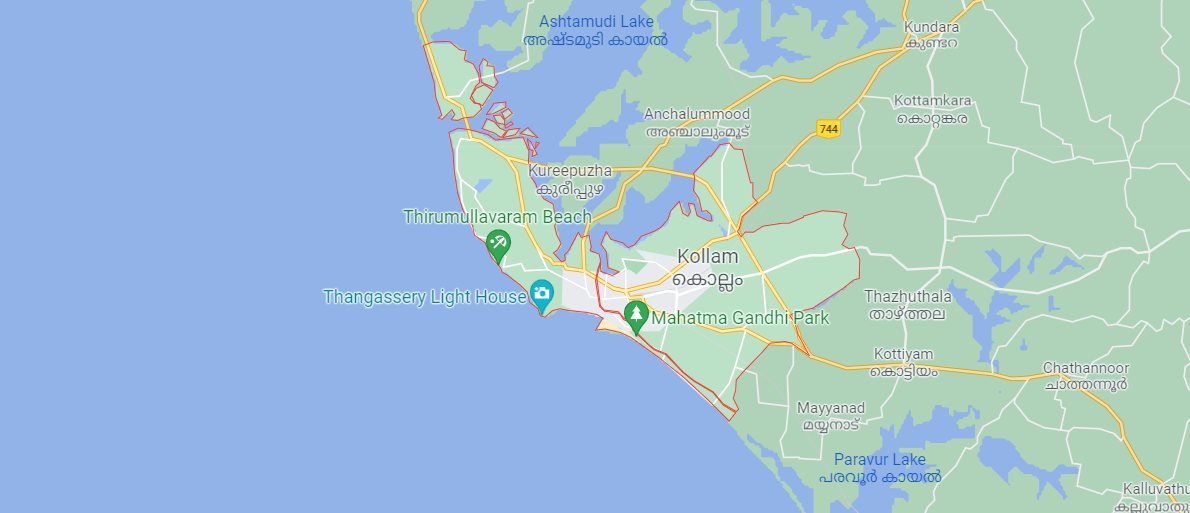 Ashtamudi Lake
അഷ്ടമുടി കായൽ
Kundara
കുണ്ടറ
Kottamkara
കൊറ്റങ്കര
Anchalummood
അഞ്ചാലുംമൂട്
744
Kureepuzha
കുരീപ്പുഴ
Thirumullavaram Beach
Kollam
കൊല്ലം
Thangassery Light House
Mahatma Gandhi Park
Thazhuthala
താഴ്ത്തല
Kottiyam
കൊട്ടിയം
Chathannoor
ചാത്തന്നൂർ
Mayyanad
മയ്യനാട്
Paravur Lake
പരവൂർ കായൽ
Kalluvathu
കല്ലുവാതു